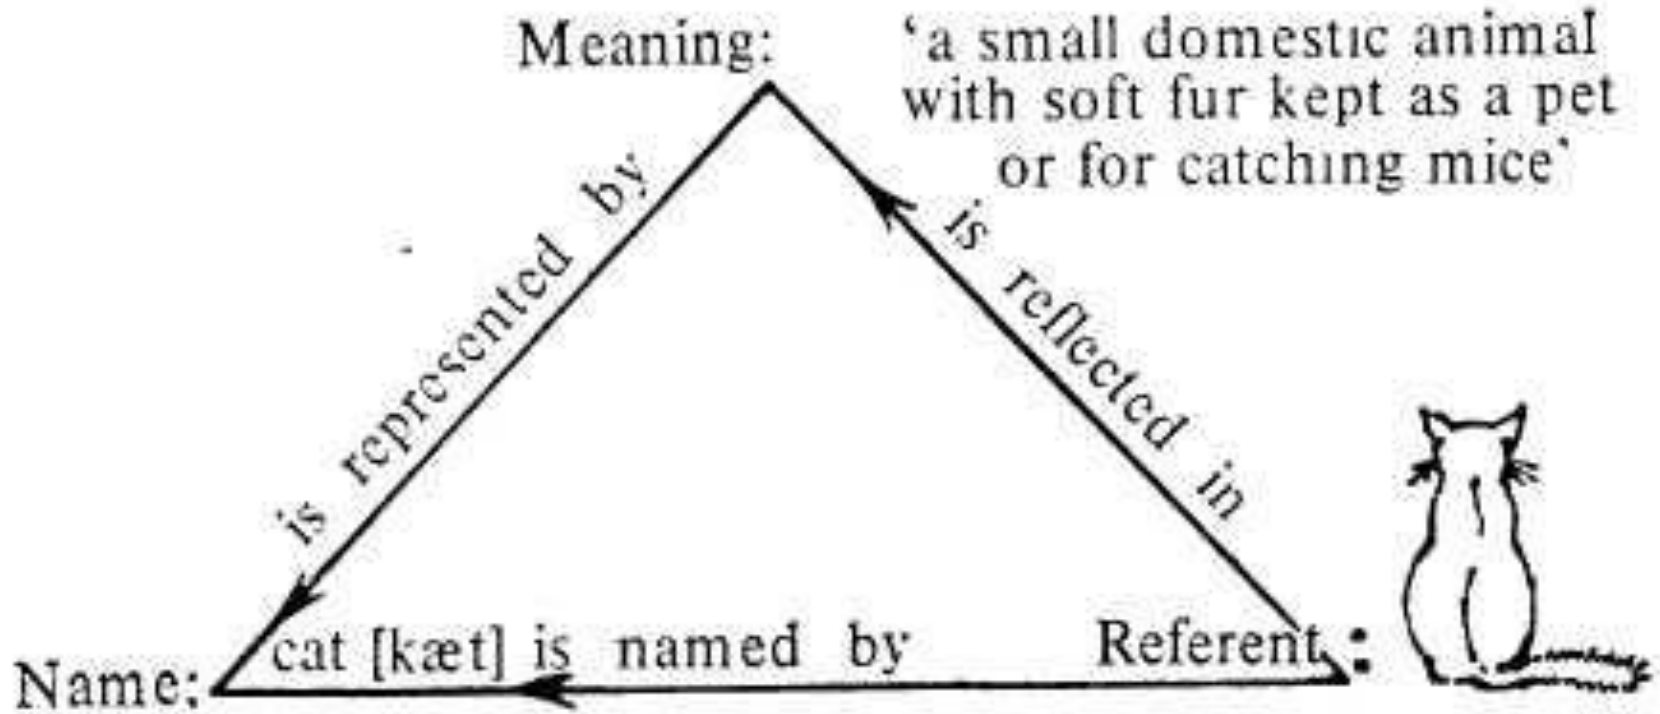 Meaning:
‘a small domestic animal
with soft fur kept as a pet
or for catching mice’
is represented by
is reflected in
cat [kæt] is named by
Referent:
Name: